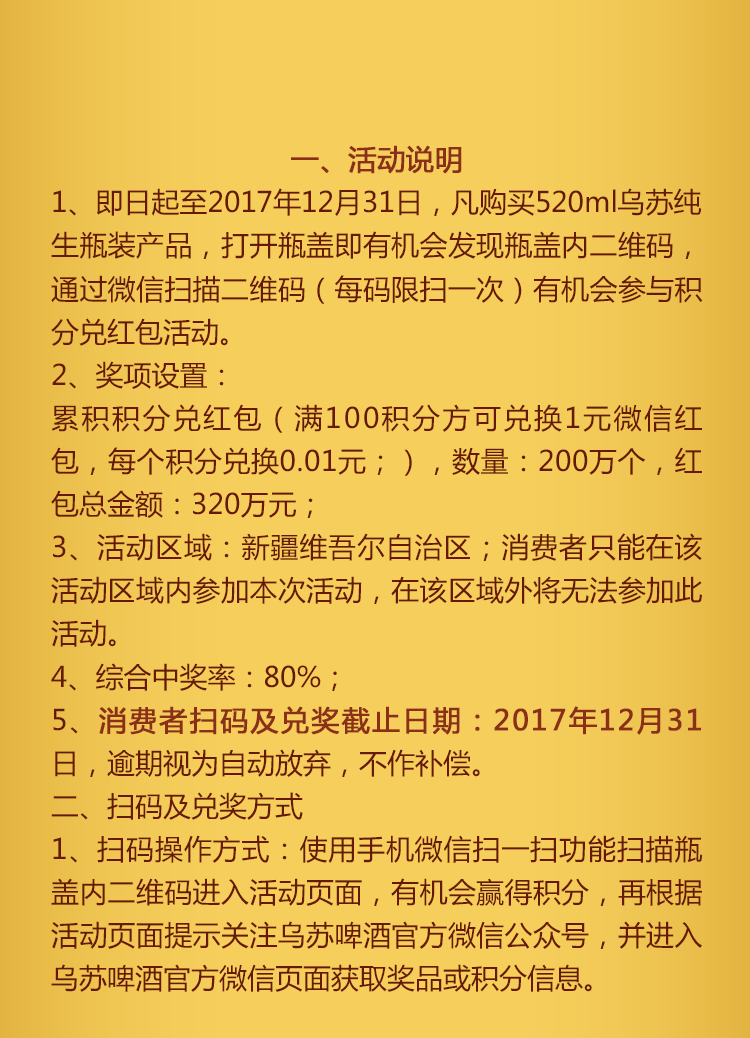 一、活动说明
1、即日起至2017年12月31日，凡购买520ml乌苏纯
生瓶装产品，打开瓶盖即有机会发现瓶盖内二维码，
通过微信扫描二维码（每码限扫一次）有机会参与积
分兑红包活动。
2、奖项设置：
累积积分兑红包（满100积分方可兑换1元微信红
包，每个积分兑换0.01元；），数量：200万个，红
包总金额：320万元；
3、活动区域：新疆维吾尔自治区；消费者只能在该
活动区域内参加本次活动，在该区域外将无法参加此
活动。
4、综合中奖率：80%；
5、消费者扫码及兑奖截止日期：2017年12月31
日，逾期视为自动放弃，不作补偿。
二、扫码及兑奖方式
1、扫码操作方式：使用手机微信扫一扫功能扫描瓶
盖内二维码进入活动页面，有机会赢得积分，再根据
活动页面提示关注乌苏啤酒官方微信公众号，并进入
乌苏啤酒官方微信页面获取奖品或积分信息。